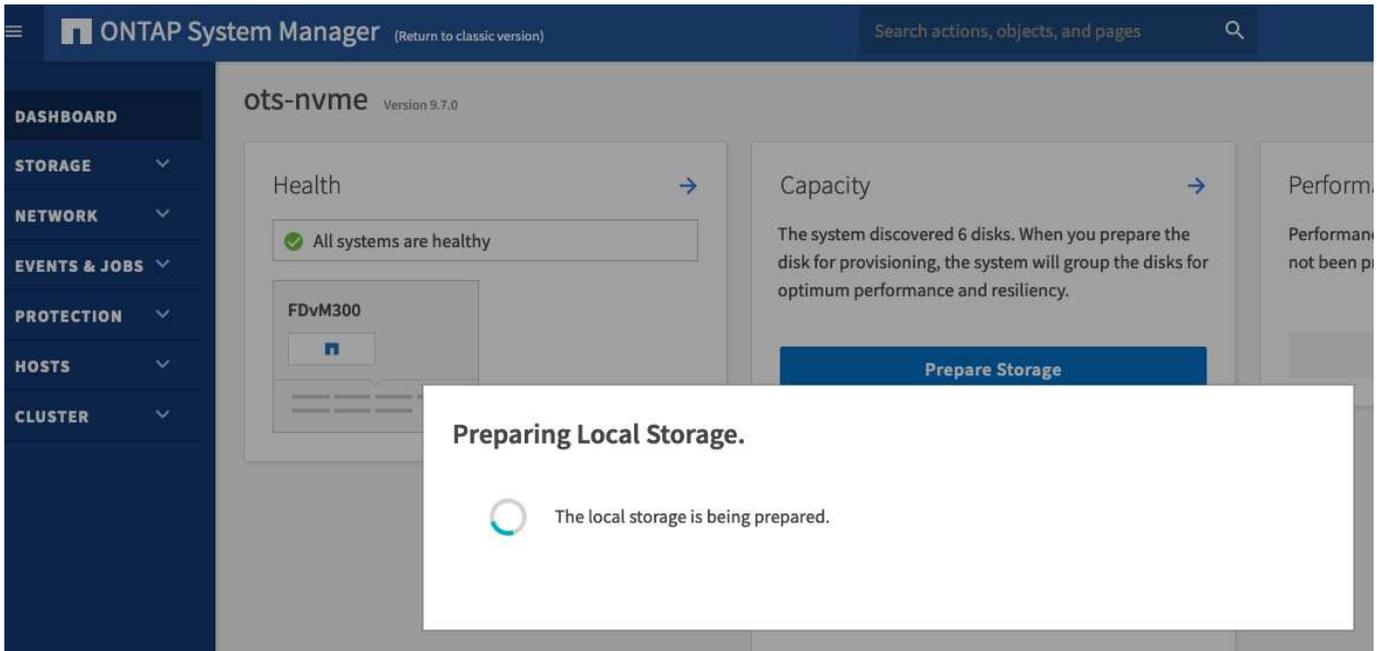 ONTAP System Manager (Return to classic version)
Search actions, objects, and pages
DASHBOARD
STORAGE
NETWORK
EVENTS & JOBS
PROTECTION
HOSTS
CLUSTER
ots-nvme Version 9.7.0
Health
All systems are healthy
FDvM300
Capacity
The system discovered 6 disks. When you prepare the
disk for provisioning, the system will group the disks for
optimum performance and resiliency.
Prepare Storage
Preparing Local Storage.
The local storage is being prepared.
not been